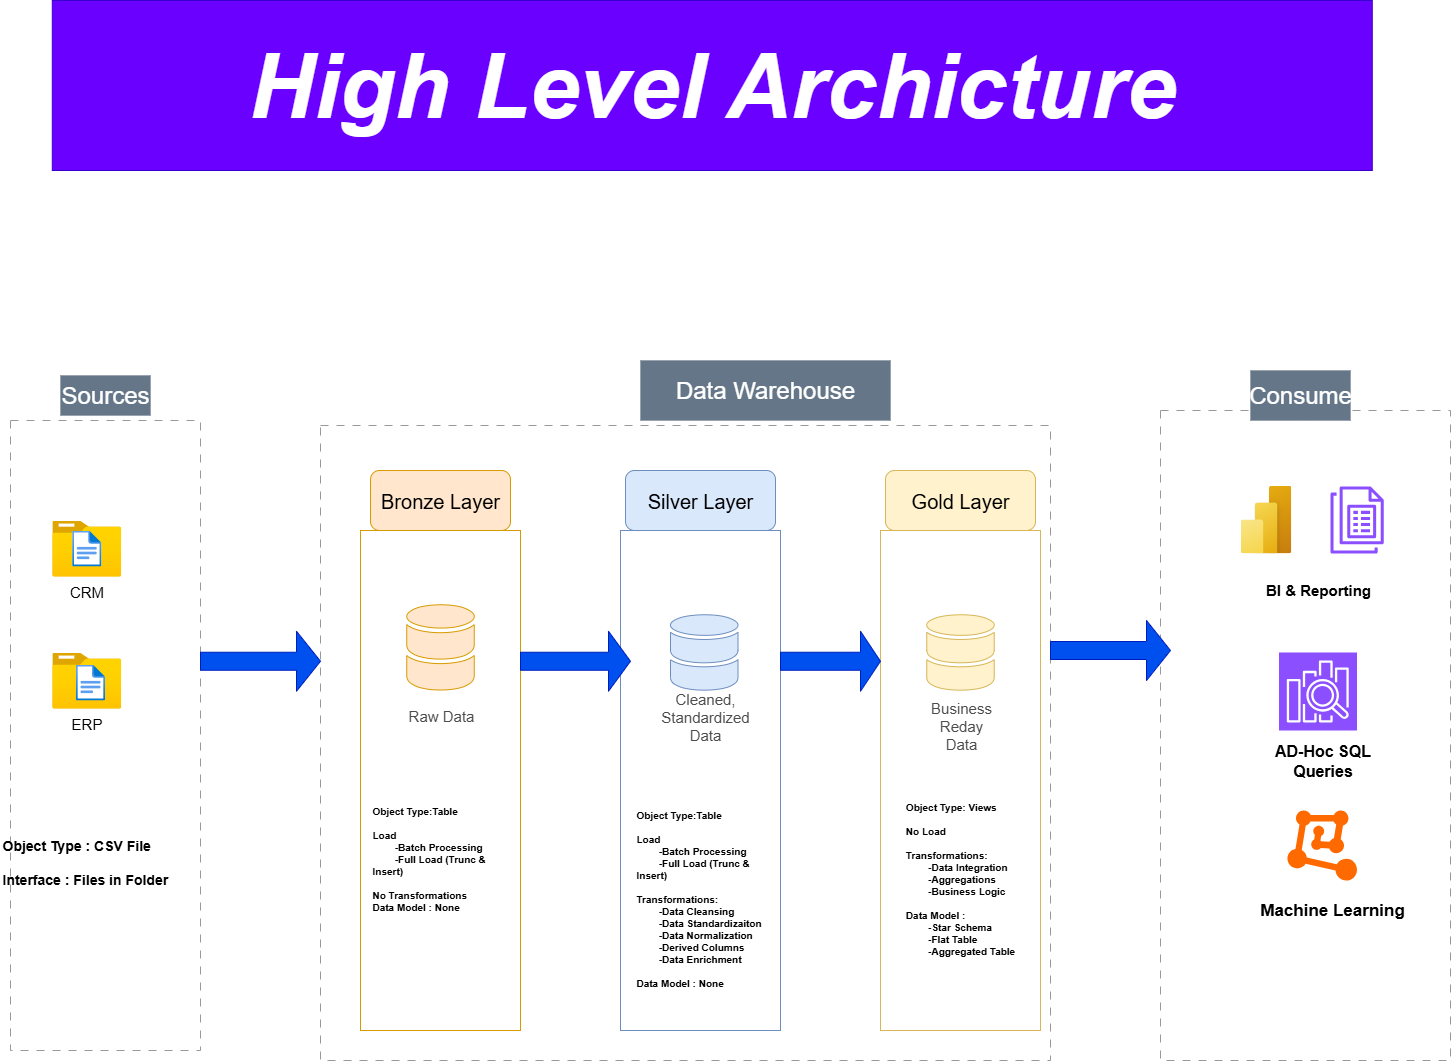 High Level Archicture
Sources
CRM
ERP
Object Type : CSV File
Interface : Files in Folder
Data Warehouse
Bronze Layer
Raw Data
Object Type:Table
Load
-Batch Processing
-Full Load (Trunc &
Insert)
No Transformations
Data Model : None
Silver Layer
Cleaned,
Standardized
Data
Object Type:Table
Load
-Batch Processing
-Full Load (Trunc &
Insert)
Transformations:
-Data Cleansing
-Data Standardizaiton
-Data Normalization
-Derived Columns
-Data Enrichment
Data Model : None
Gold Layer
Business
Reday
Data
Object Type: Views
No Load
Transformations:
-Data Integration
-Aggregations
-Business Logic
Data Model :
-Star Schema
-Flat Table
-Aggregated Table
Consume
BI & Reporting
AD-Hoc SQL
Queries
Machine Learning